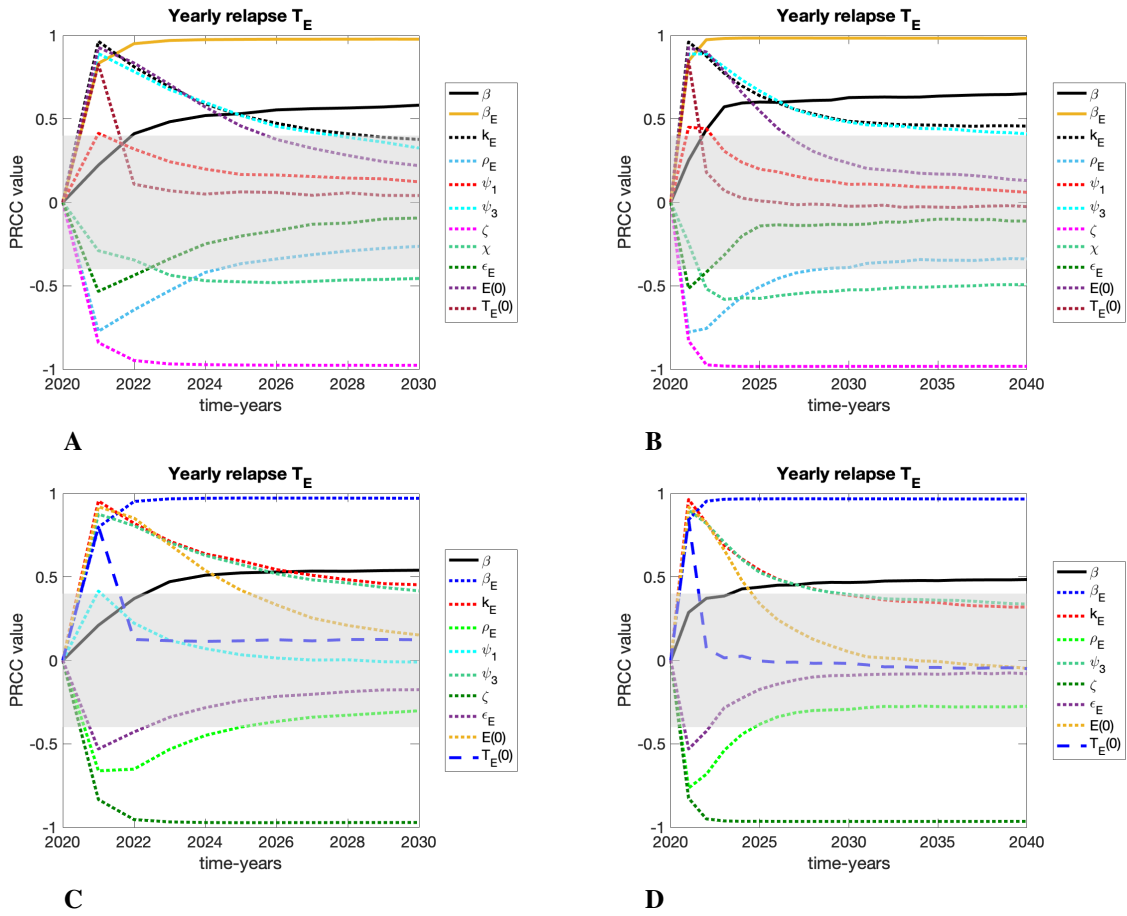 Yearly relapse T_E
PRCC value
1
0.5
0
-0.5
-1
2020 2022 2024 2026 2028 2030
time-years
β
β_E
k_E
ρ_E
ψ_1
ψ_3
ζ
χ
ϵ_E
E(0)
T_E(0)
A
Yearly relapse T_E
PRCC value
1
0.5
0
-0.5
-1
2020 2025 2030 2035 2040
time-years
β
β_E
k_E
ρ_E
ψ_1
ψ_3
ζ
χ
ϵ_E
E(0)
T_E(0)
B
Yearly relapse T_E
PRCC value
1
0.5
0
-0.5
-1
2020 2022 2024 2026 2028 2030
time-years
β
β_E
k_E
ρ_E
ψ_1
ψ_3
ζ
ϵ_E
E(0)
T_E(0)
C
Yearly relapse T_E
PRCC value
1
0.5
0
-0.5
-1
2020 2025 2030 2035 2040
time-years
β
β_E
k_E
ρ_E
ψ_3
ζ
ϵ_E
E(0)
T_E(0)
D